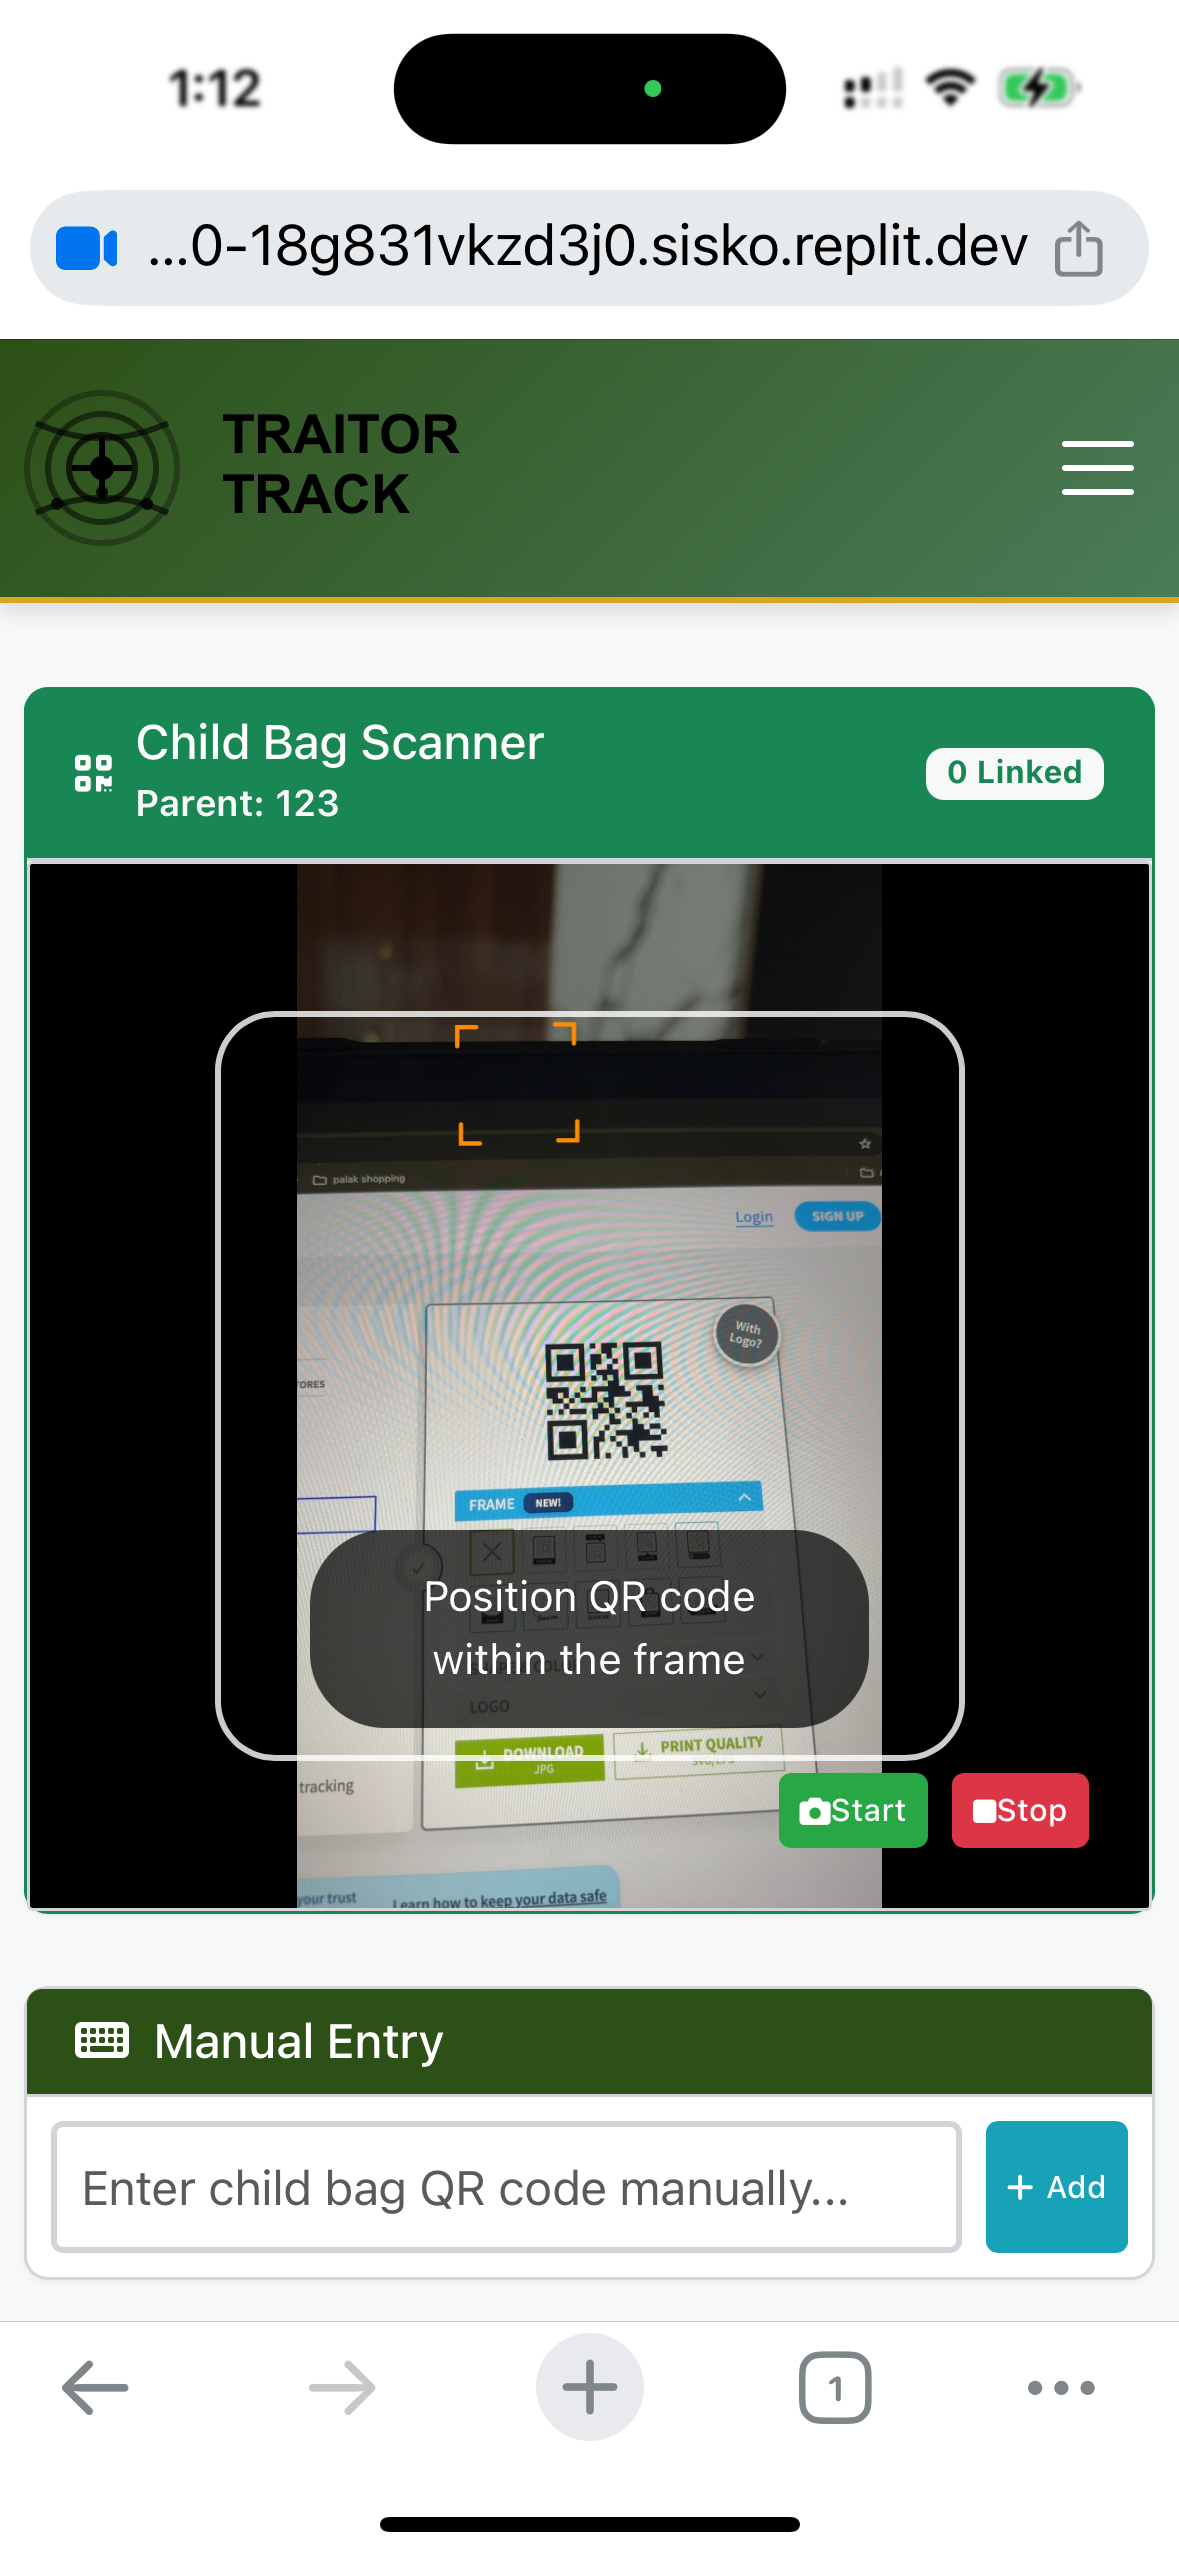 1:12
...0-18g831vkzd3j0.sisko.replit.dev
TRAITOR
TRACK
Child Bag Scanner
Parent: 123
0 Linked
palak shopping
Login
SIGN UP
With
Logo?
TORES
FRAME NEW!
Position QR code
within the frame
LOGO
DOWNLOAD
JPG
PRINT QUALITY
SVG/EPS
tracking
Start
Stop
your trust
Learn how to keep your data safe
Manual Entry
Enter child bag QR code manually...
+ Add
1